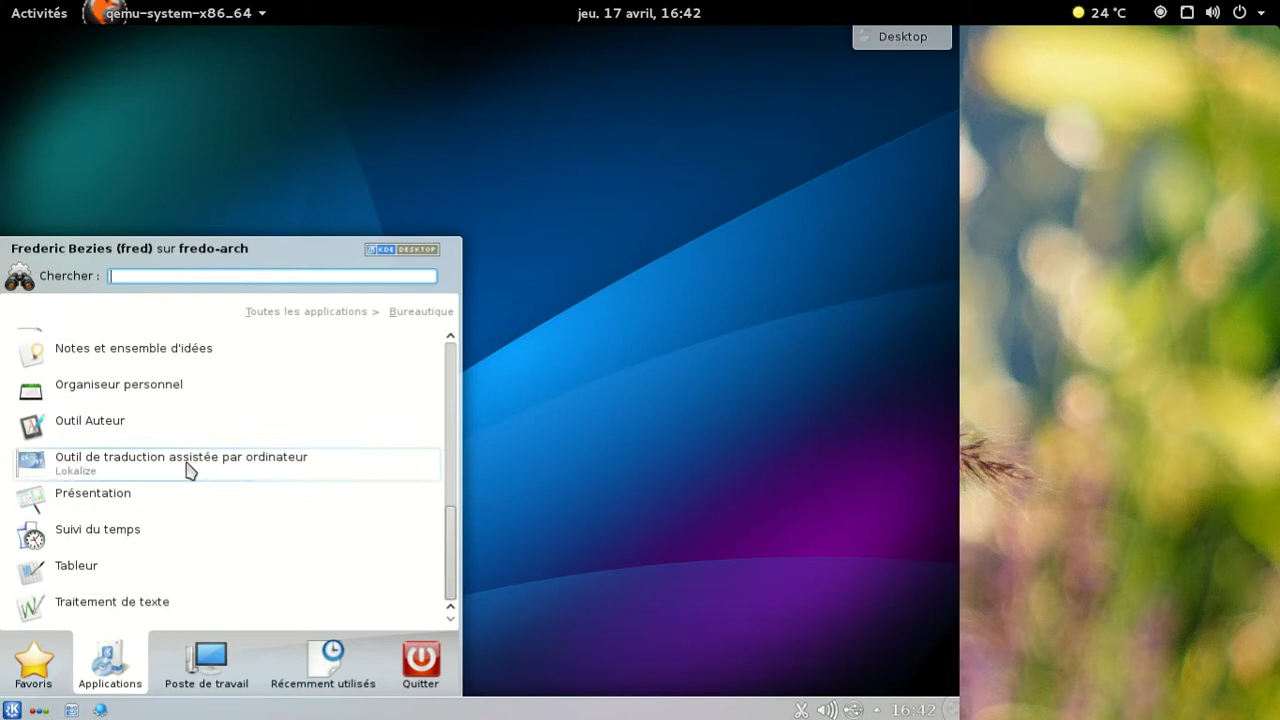 Activités
qemu-system-x86_64
jeu. 17 avril, 16:42
24 °C
Desktop
Frederic Bezies (fred) sur fredo-arch
KDE DESKTOP
Chercher :
Toutes les applications > Bureautique
Notes et ensemble d'idées
Organiseur personnel
Outil Auteur
Outil de traduction assistée par ordinateur
Lokalize
Présentation
Suivi du temps
Tableur
Traitement de texte
Favoris
Applications
Poste de travail
Récemment utilisés
Quitter
16:42